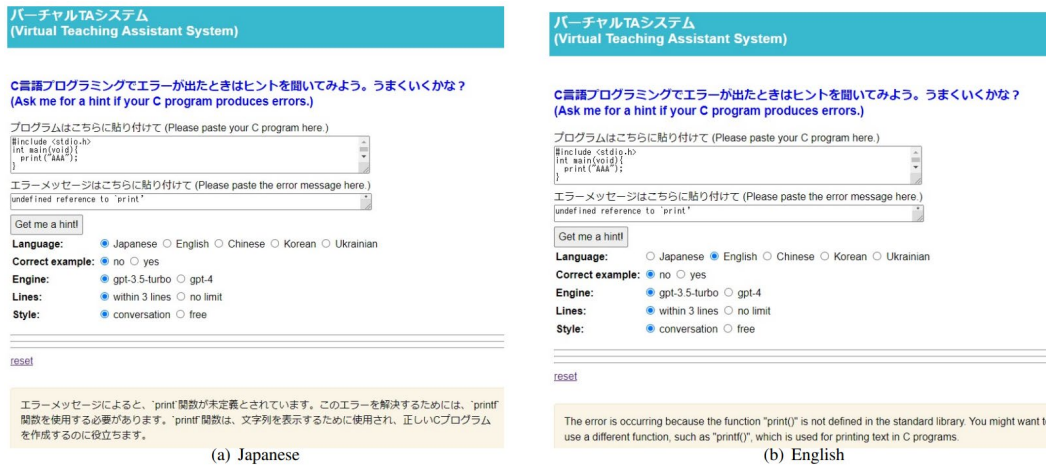 バーチャルTAシステム
(Virtual Teaching Assistant System)
C言語プログラミングでエラーが出たときはヒントを聞いてみよう。うまくいくかな？
(Ask me for a hint if your C program produces errors.)
プログラムはこちらに貼り付けて (Please paste your C program here.)
#include <stdio.h>
int main(void){
print("AAA");
}
エラーメッセージはこちらに貼り付けて (Please paste the error message here.)
undefined reference to `print'
Get me a hint!
Language: Japanese English Chinese Korean Ukrainian
Correct example: no yes
Engine: gpt-3.5-turbo gpt-4
Lines: within 3 lines no limit
Style: conversation free
reset
エラーメッセージによると、`print`関数が未定義とされています。このエラーを解決するためには、`printf`
関数を使用する必要があります。`printf`関数は、文字列を表示するために使用され、正しいCプログラム
を作成するのに役立ちます。
(a) Japanese
バーチャルTAシステム
(Virtual Teaching Assistant System)
C言語プログラミングでエラーが出たときはヒントを聞いてみよう。うまくいくかな？
(Ask me for a hint if your C program produces errors.)
プログラムはこちらに貼り付けて (Please paste your C program here.)
#include <stdio.h>
int main(void){
print("AAA");
}
エラーメッセージはこちらに貼り付けて (Please paste the error message here.)
undefined reference to `print'
Get me a hint!
Language: Japanese English Chinese Korean Ukrainian
Correct example: no yes
Engine: gpt-3.5-turbo gpt-4
Lines: within 3 lines no limit
Style: conversation free
reset
The error is occurring because the function "print()" is not defined in the standard library. You might want t
use a different function, such as "printf()", which is used for printing text in C programs.
(b) English